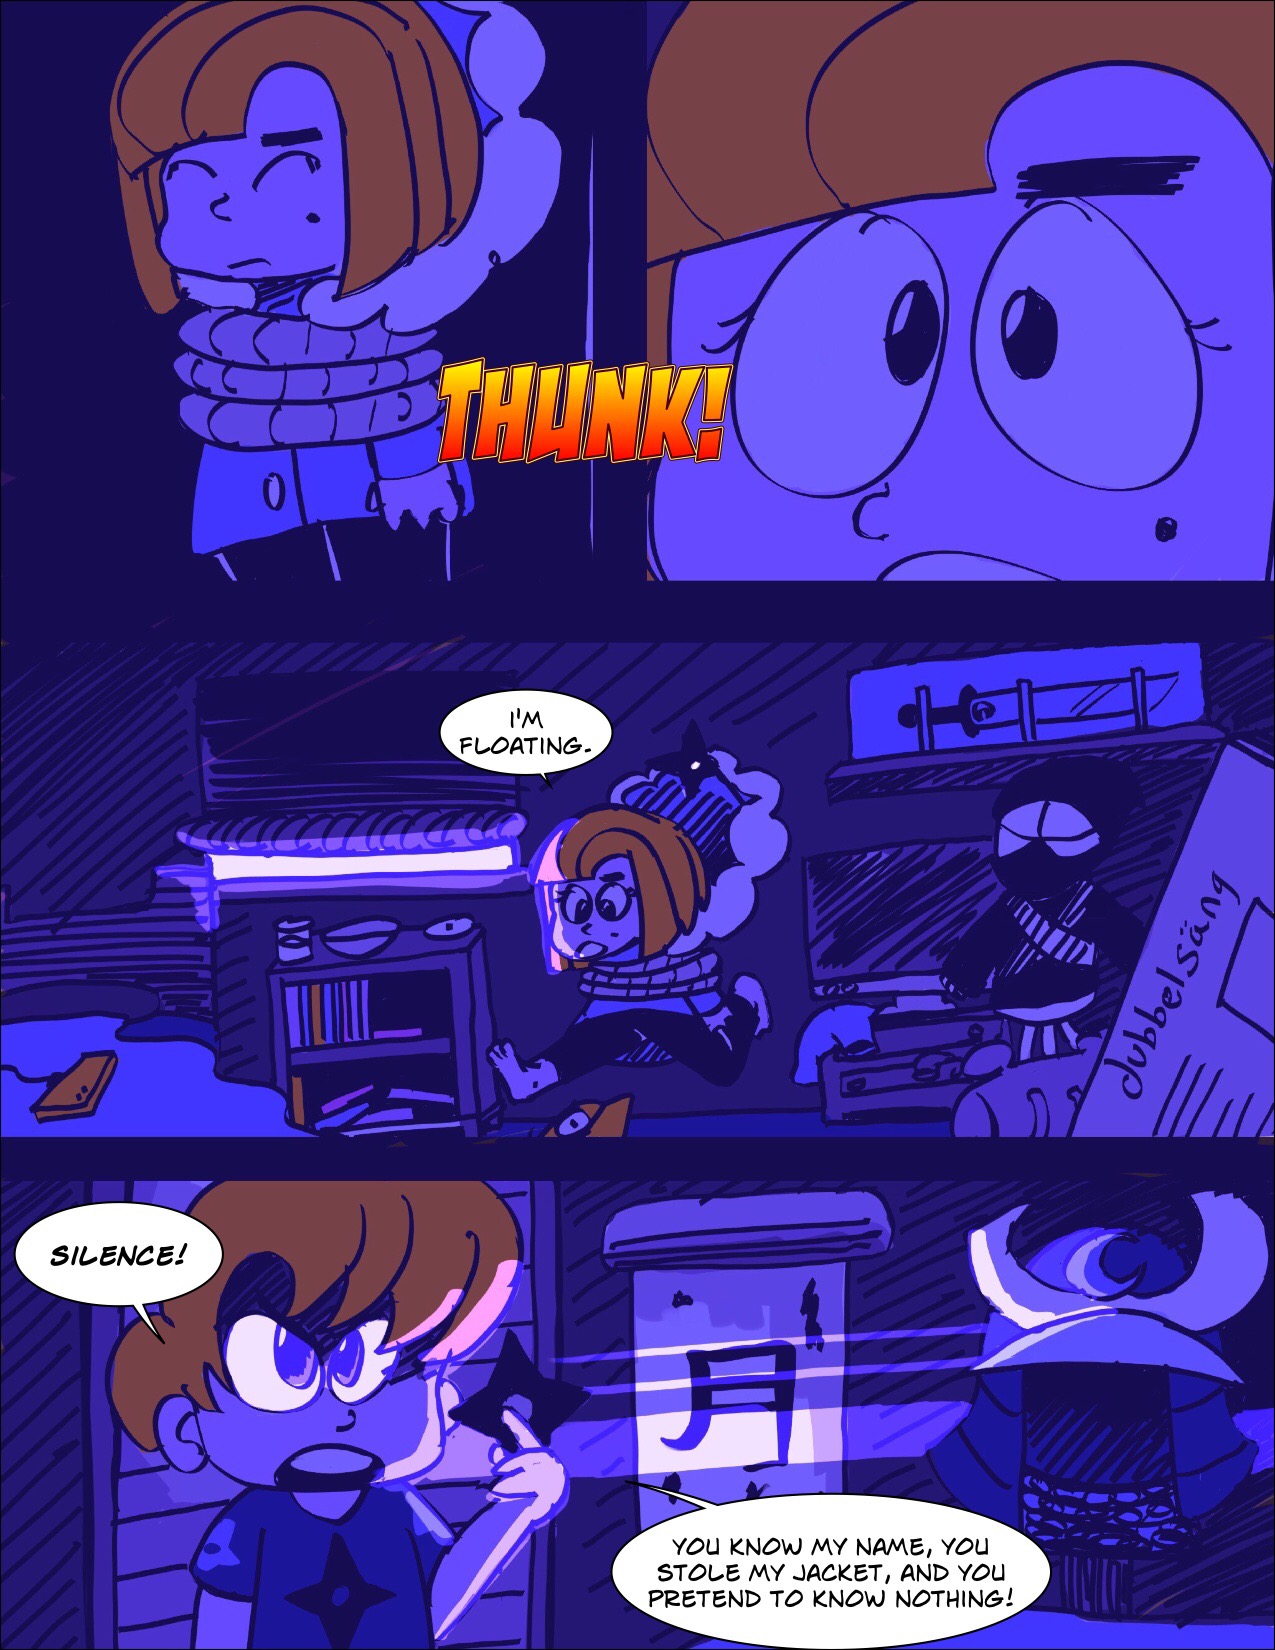 THUNK!
I'M
FLOATING.
dubbelsäng
SILENCE!
月
YOU KNOW MY NAME, YOU
STOLE MY JACKET, AND YOU
PRETEND TO KNOW NOTHING!